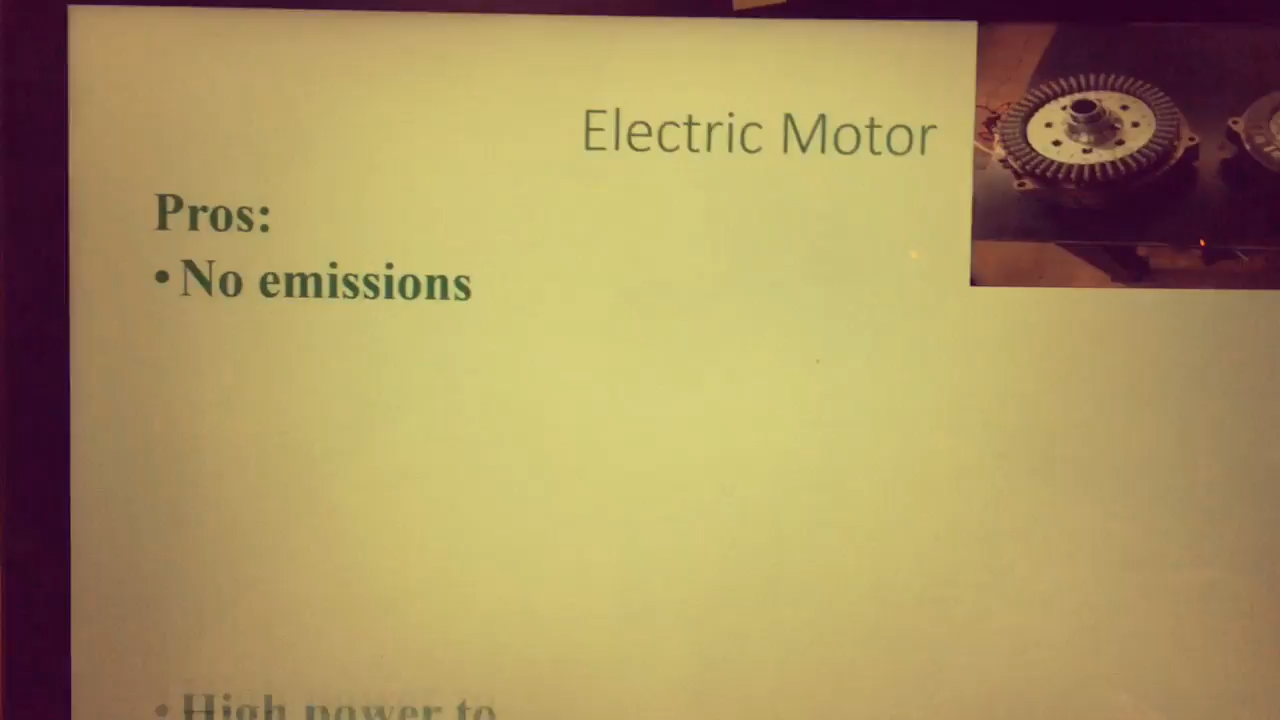 Electric Motor
Pros:
• No emissions
• High power to